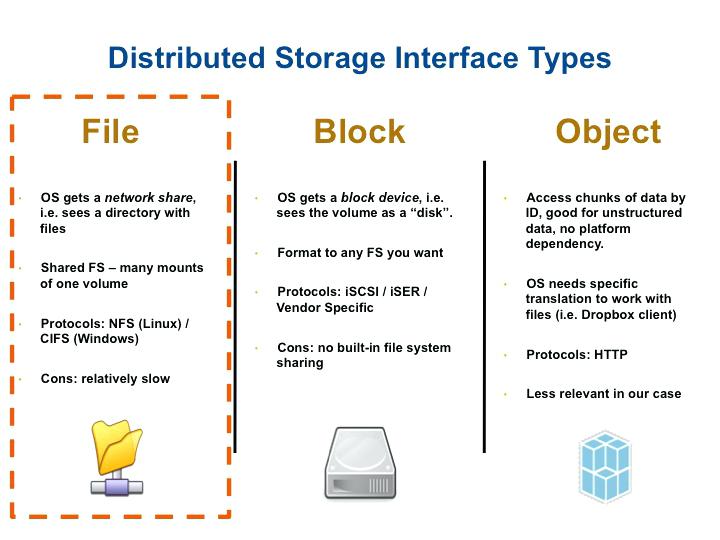 Distributed Storage Interface Types
File
· OS gets a network share,
i.e. sees a directory with
files
· Shared FS – many mounts
of one volume
· Protocols: NFS (Linux) /
CIFS (Windows)
· Cons: relatively slow
Block
· OS gets a block device, i.e.
sees the volume as a “disk”.
· Format to any FS you want
· Protocols: iSCSI / iSER /
Vendor Specific
· Cons: no built-in file system
sharing
Object
· Access chunks of data by
ID, good for unstructured
data, no platform
dependency.
· OS needs specific
translation to work with
files (i.e. Dropbox client)
· Protocols: HTTP
· Less relevant in our case